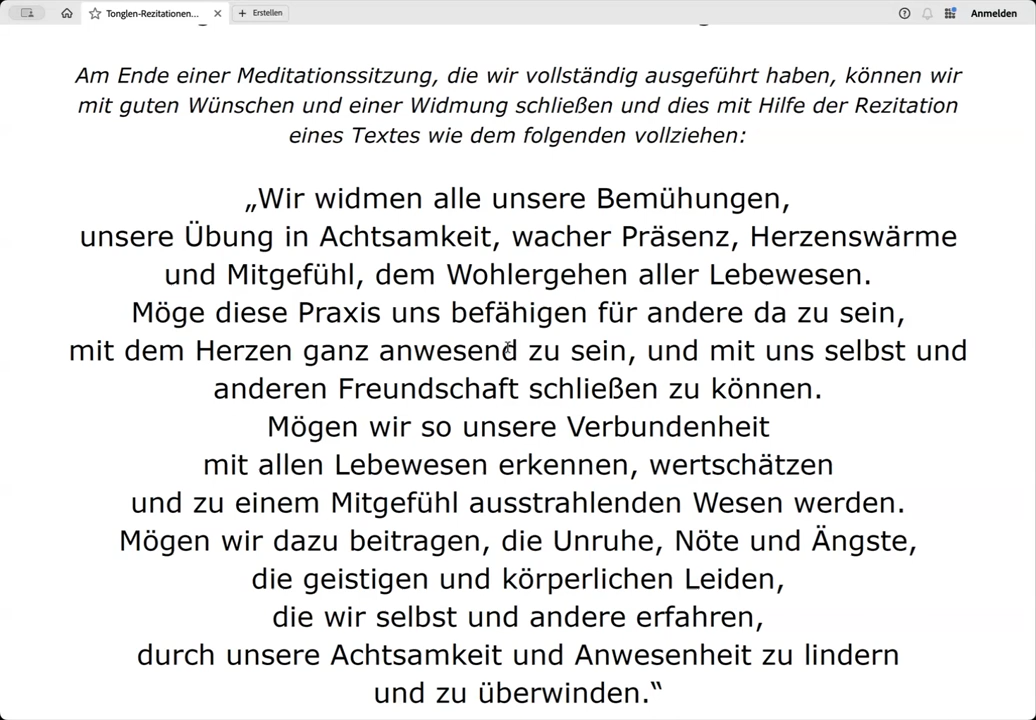 Tonglen-Rezitationen...
Erstellen
Anmelden
Am Ende einer Meditationssitzung, die wir vollständig ausgeführt haben, können wir
mit guten Wünschen und einer Widmung schließen und dies mit Hilfe der Rezitation
eines Textes wie dem folgenden vollziehen:
„Wir widmen alle unsere Bemühungen,
unsere Übung in Achtsamkeit, wacher Präsenz, Herzenswärme
und Mitgefühl, dem Wohlergehen aller Lebewesen.
Möge diese Praxis uns befähigen für andere da zu sein,
mit dem Herzen ganz anwesend zu sein, und mit uns selbst und
anderen Freundschaft schließen zu können.
Mögen wir so unsere Verbundenheit
mit allen Lebewesen erkennen, wertschätzen
und zu einem Mitgefühl ausstrahlenden Wesen werden.
Mögen wir dazu beitragen, die Unruhe, Nöte und Ängste,
die geistigen und körperlichen Leiden,
die wir selbst und andere erfahren,
durch unsere Achtsamkeit und Anwesenheit zu lindern
und zu überwinden.“